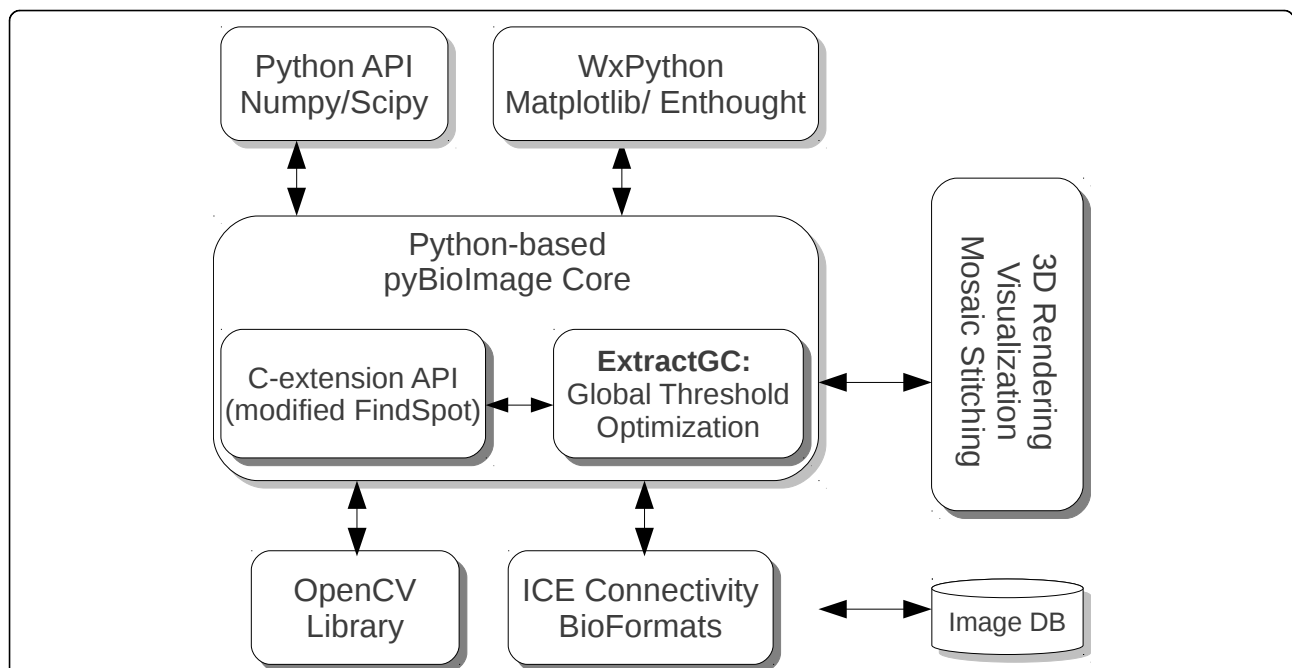 Python API
Numpy/Scipy
WxPython
Matplotlib/ Enthought
Python-based
pyBioImage Core
C-extension API
(modified FindSpot)
ExtractGC:
Global Threshold
Optimization
3D Rendering
Visualization
Mosaic Stitching
OpenCV
Library
ICE Connectivity
BioFormats
Image DB